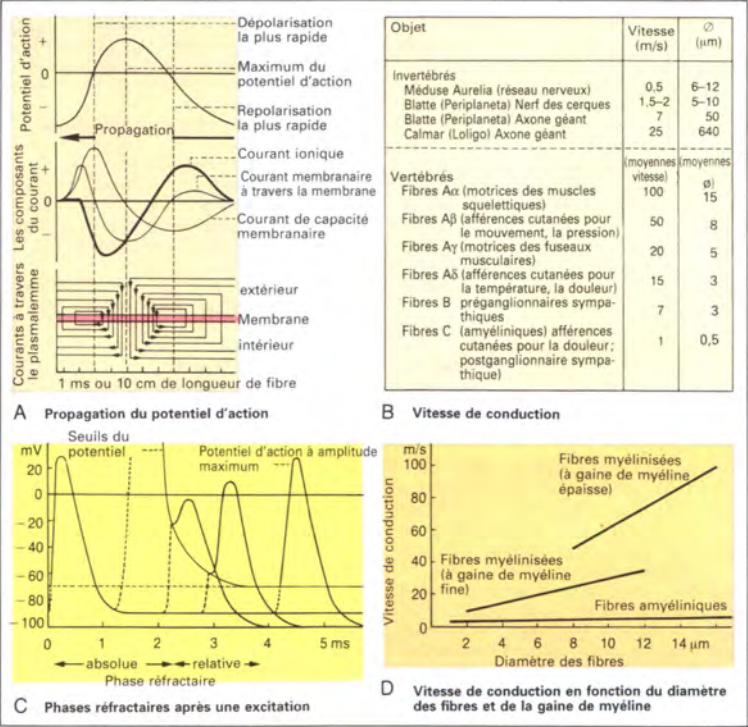 Potentiel d'action
+
0
−
Dépolarisation
la plus rapide
Maximum du
potentiel d'action
Repolarisation
la plus rapide
Propagation
Les composants
du courant
+
0
−
Courant ionique
Courant membranaire
à travers la membrane
Courant de capacité
membranaire
Courants à travers
le plasmalemme
extérieur
Membrane
intérieur
1 ms ou 10 cm de longueur de fibre
A Propagation du potentiel d'action
Objet Vitesse (m/s) ∅ (µm)
Invertébrés
Méduse Aurelia (réseau nerveux) 0,5 6–12
Blatte (Periplaneta) Nerf des cerques 1,5–2 5–10
Blatte (Periplaneta) Axone géant 7 50
Calmar (Loligo) Axone géant 25 640
(moyennes vitesse) (moyennes ø)
Vertébrés
Fibres Aα (motrices des muscles 100 15
squelettiques)
Fibres Aβ (afférences cutanées pour 50 8
le mouvement, la pression)
Fibres Aγ (motrices des fuseaux 20 5
musculaires)
Fibres Aδ (afférences cutanées pour 15 3
la température, la douleur)
Fibres B préganglionnaires sympa- 7 3
thiques
Fibres C (amyéliniques) afférences 1 0,5
cutanées pour la douleur;
postganglionnaire sympa-
thique)
B Vitesse de conduction
mV
Seuils du
potentiel
Potentiel d'action à amplitude
maximum
20
0
− 20
− 40
− 60
− 80
− 100
0 1 2 3 4 5 ms
absolue relative
Phase réfractaire
C Phases réfractaires après une excitation
m/s
100
80
60
40
20
0
Vitesse de conduction
Fibres myélinisées
(à gaine de myéline
épaisse)
Fibres myélinisées
(à gaine de myéline
fine)
Fibres amyéliniques
2 4 6 8 10 12 14 µm
Diamètre des fibres
D Vitesse de conduction en fonction du diamètre
des fibres et de la gaine de myéline